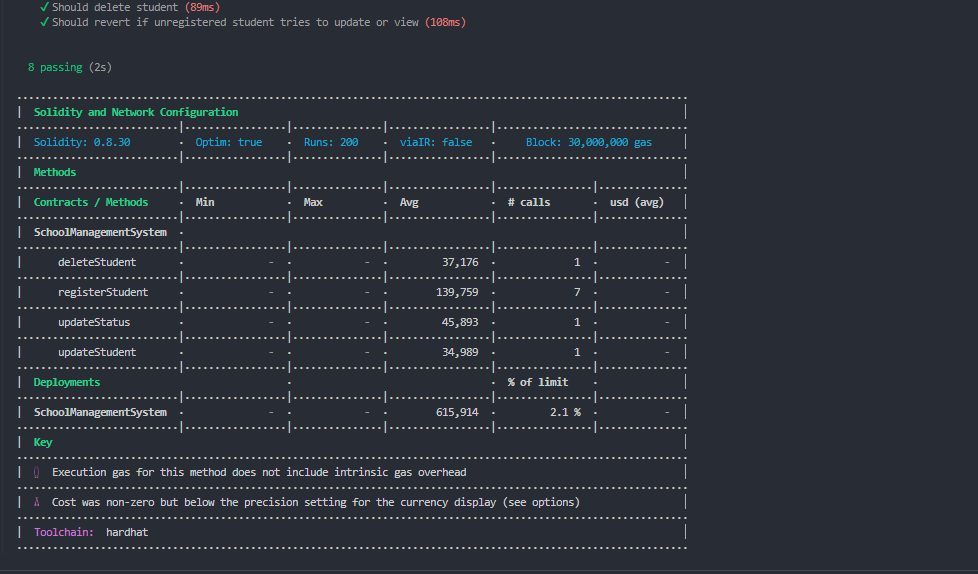 ✓ Should delete student (89ms)
✓ Should revert if unregistered student tries to update or view (108ms)
8 passing (2s)
| Solidity and Network Configuration |
| Solidity: 0.8.30 · Optim: true · Runs: 200 · viaIR: false · Block: 30,000,000 gas |
| Methods |
| Contracts / Methods · Min · Max · Avg · # calls · usd (avg) |
| SchoolManagementSystem · |
| deleteStudent · - · - · 37,176 · 1 · - |
| registerStudent · - · - · 139,759 · 7 · - |
| updateStatus · - · - · 45,893 · 1 · - |
| updateStudent · - · - · 34,989 · 1 · - |
| Deployments · · % of limit · |
| SchoolManagementSystem · - · - · 615,914 · 2.1 % · - |
| Key |
| Execution gas for this method does not include intrinsic gas overhead |
| Cost was non-zero but below the precision setting for the currency display (see options) |
| Toolchain: hardhat |